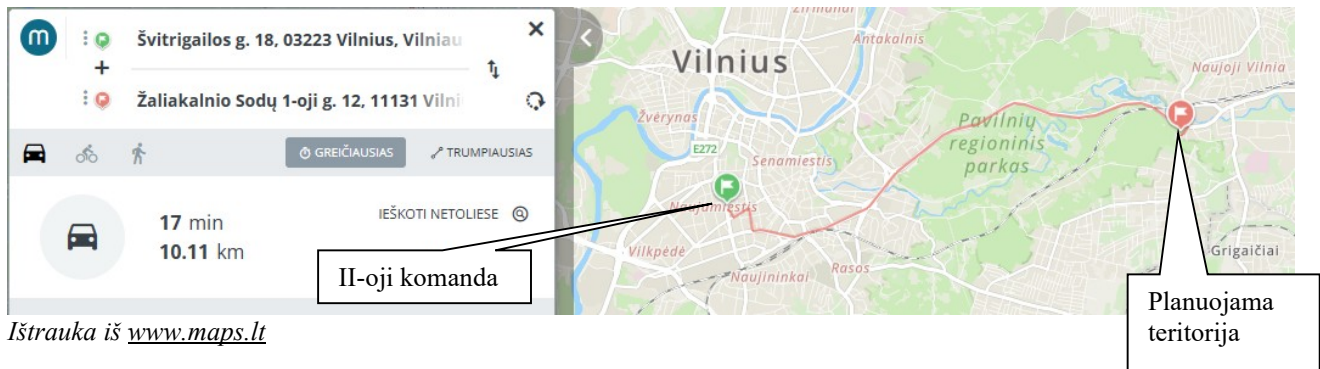 m
Švitrigailos g. 18, 03223 Vilnius, Vilniau
Žaliakalnio Sodų 1-oji g. 12, 11131 Vilni
GREIČIAUSIAS
TRUMPIAUSIAS
17 min
10.11 km
IEŠKOTI NETOLIESE
II-oji komanda
Žirmūnai
Antakalnis
Vilnius
Naujoji Vilnia
Žvėrynas
Pavilnių
regioninis
parkas
E272
Senamiestis
Naujamiestis
Vilkpėdė
Rasos
Naujininkai
Grigaičiai
Planuojama
teritorija
Ištrauka iš www.maps.lt